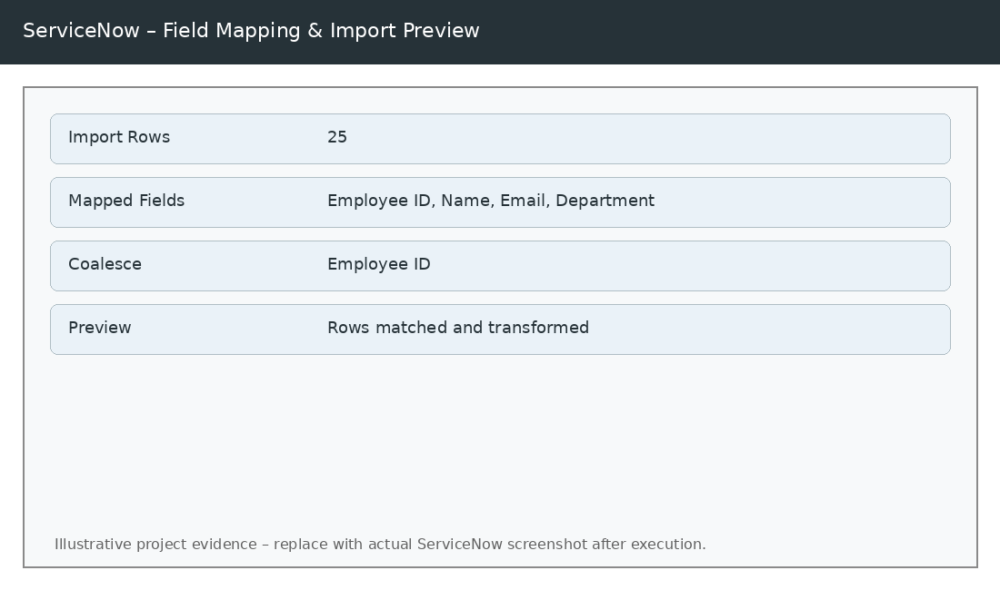 ServiceNow – Field Mapping & Import Preview
Import Rows 25
Mapped Fields Employee ID, Name, Email, Department
Coalesce Employee ID
Preview Rows matched and transformed
Illustrative project evidence – replace with actual ServiceNow screenshot after execution.